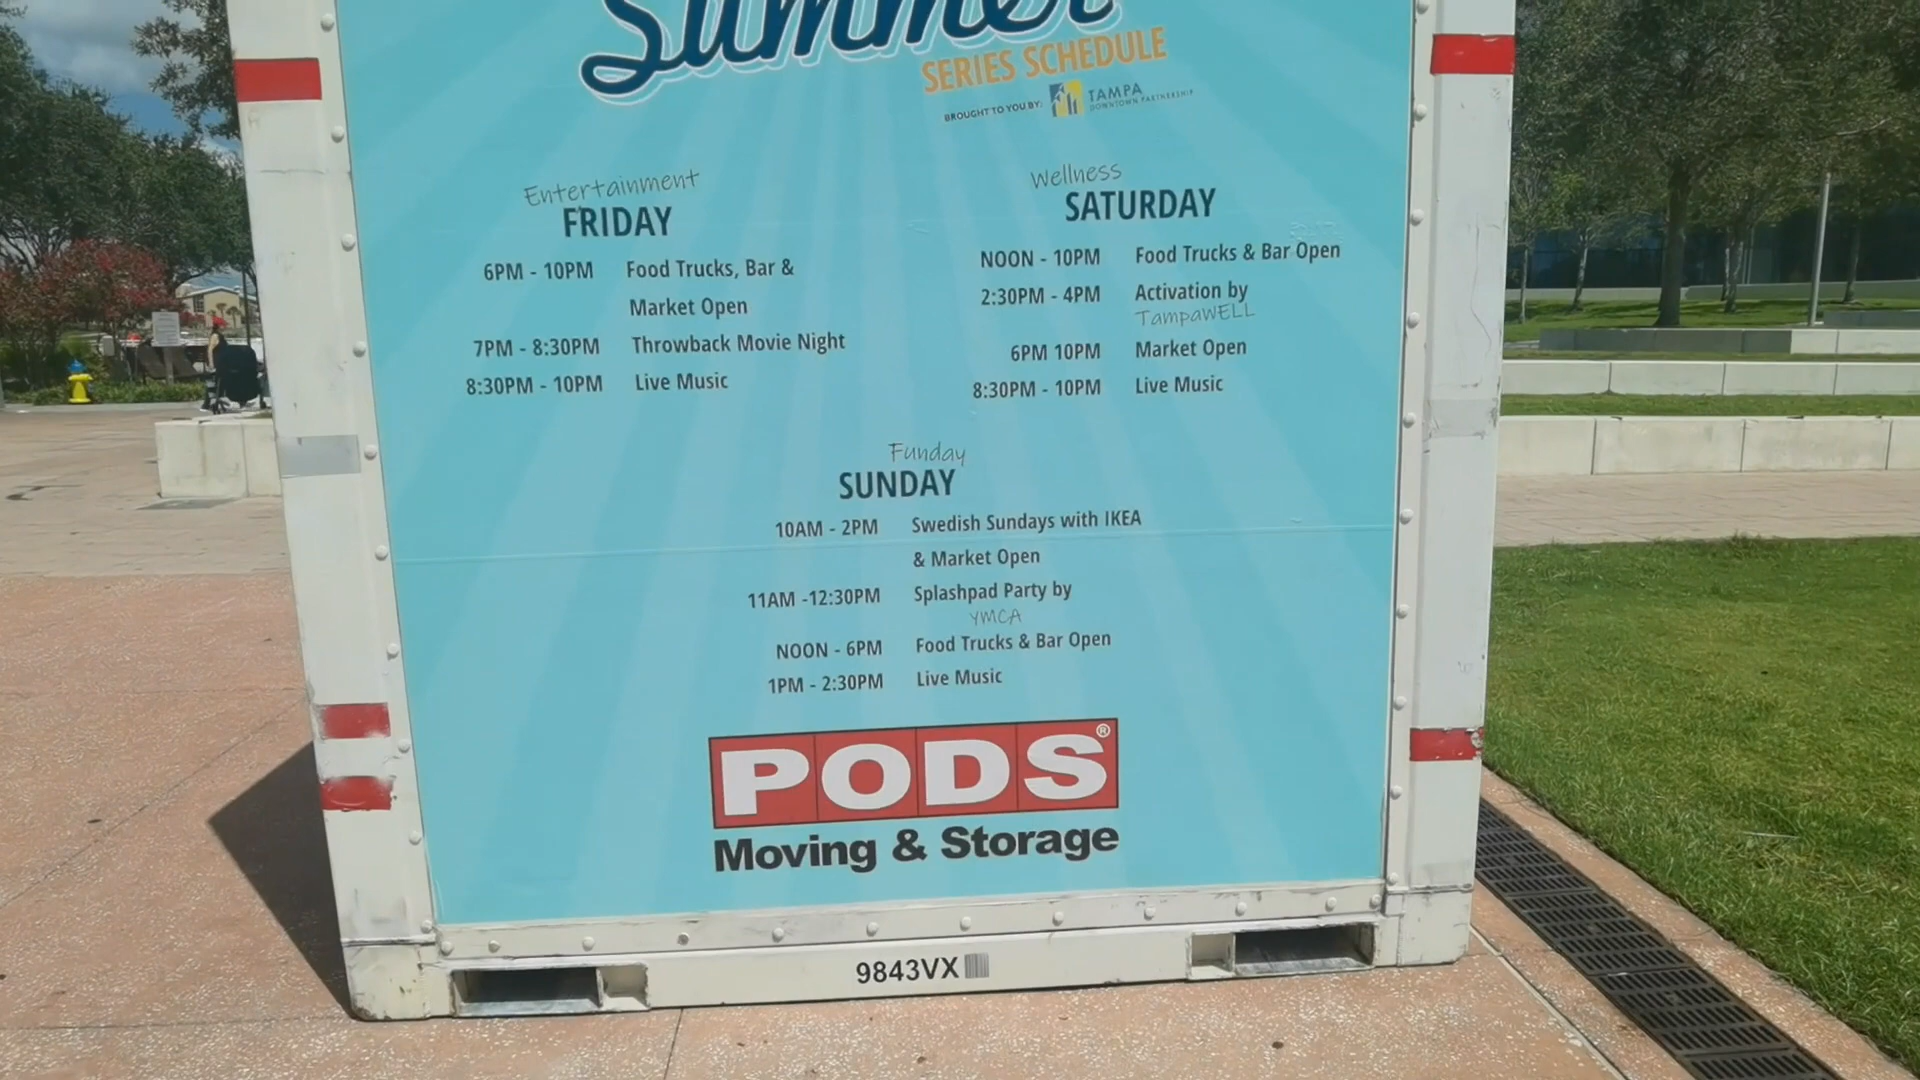 Summer
SERIES SCHEDULE
BROUGHT TO YOU BY: TAMPA
DOWNTOWN PARTNERSHIP
Entertainment
FRIDAY
6PM - 10PM Food Trucks, Bar &
Market Open
7PM - 8:30PM Throwback Movie Night
8:30PM - 10PM Live Music
Wellness
SATURDAY
NOON - 10PM Food Trucks & Bar Open
2:30PM - 4PM Activation by
TampaWELL
6PM 10PM Market Open
8:30PM - 10PM Live Music
Funday
SUNDAY
10AM - 2PM Swedish Sundays with IKEA
& Market Open
11AM -12:30PM Splashpad Party by
YMCA
NOON - 6PM Food Trucks & Bar Open
1PM - 2:30PM Live Music
PODS®
Moving & Storage
9843VX